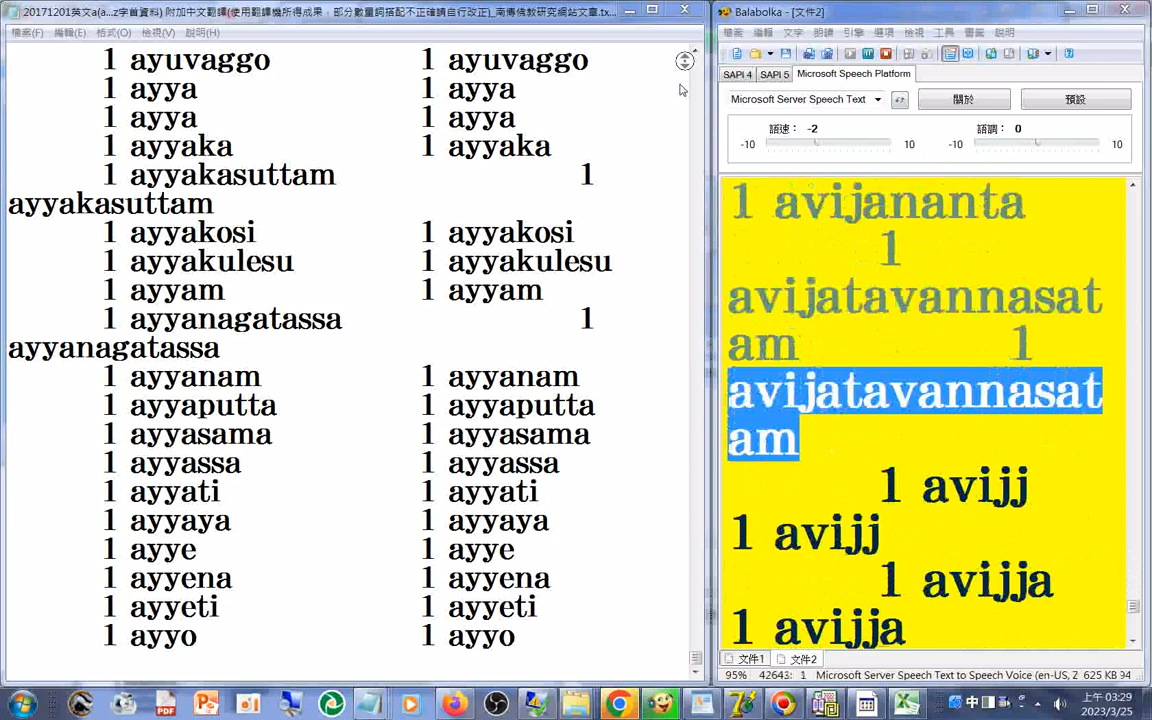 20171201英文a(a...z字首資料) 附加中文翻譯(使用翻譯機所得成果﹐部分數量詞搭配不正確請自行改正)_南傳佛教研究網站文章.tx...
檔案(F) 編輯(E) 格式(O) 檢視(V) 說明(H)
1 ayuvaggo 1 ayuvaggo
1 ayya 1 ayya
1 ayya 1 ayya
1 ayyaka 1 ayyaka
1 ayyakasuttam 1
ayyakasuttam
1 ayyakosi 1 ayyakosi
1 ayyakulesu 1 ayyakulesu
1 ayyam 1 ayyam
1 ayyanagatassa 1
ayyanagatassa
1 ayyanam 1 ayyanam
1 ayyaputta 1 ayyaputta
1 ayyasama 1 ayyasama
1 ayyassa 1 ayyassa
1 ayyati 1 ayyati
1 ayyaya 1 ayyaya
1 ayye 1 ayye
1 ayyena 1 ayyena
1 ayyeti 1 ayyeti
1 ayyo 1 ayyo
Balabolka - [文件2]
檔案 編輯 文字 朗讀 引擎 選項 檢視 工具 書籤 說明
SAPI 4 SAPI 5 Microsoft Speech Platform
Microsoft Server Speech Text 關於 預設
語速： -2 語調： 0
-10 10 -10 10
1 avijananta
1
avijatavannasat
am 1
avijatavannasat
am
1 avijj
1 avijj
1 avijja
1 avijja
文件1 文件2
95% 42643: 1 Microsoft Server Speech Text to Speech Voice (en-US, Z 625 KB 94
中
上午 03:29
2023/3/25